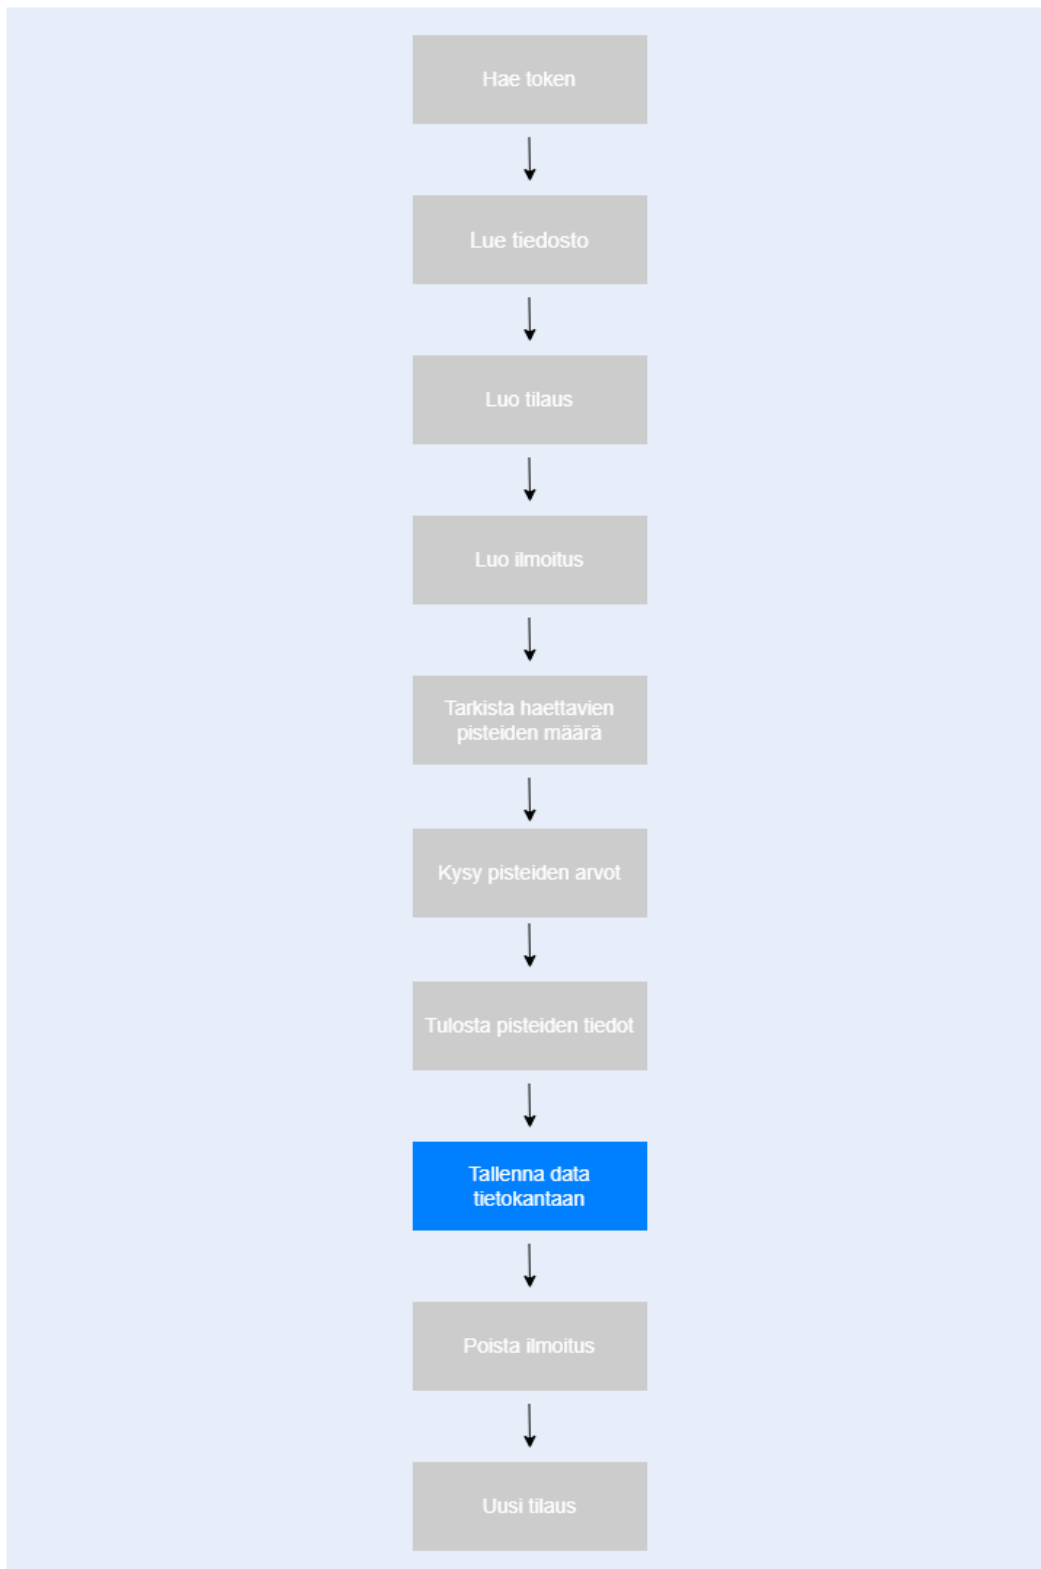 Hae token
Lue tiedosto
Luo tilaus
Luo ilmoitus
Tarkista haettavien
pisteiden määrä
Kysy pisteiden arvot
Tulosta pisteiden tiedot
Tallenna data
tietokantaan
Poista ilmoitus
Uusi tilaus